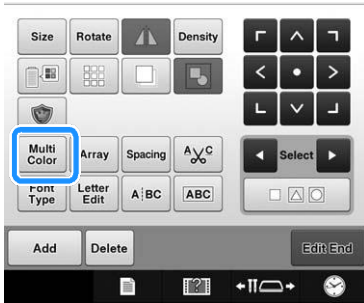 Size Rotate Density
Multi Color Array Spacing A C
Font Type Letter Edit A BC ABC
Select
Add Delete Edit End
?